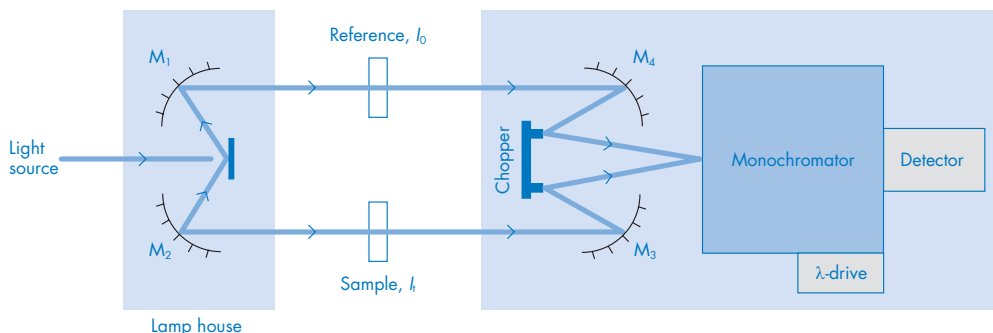 Reference, I₀
M₁
M₄
Light
source
Chopper
Monochromator
Detector
M₂
M₃
λ-drive
Sample, Iₜ
Lamp house